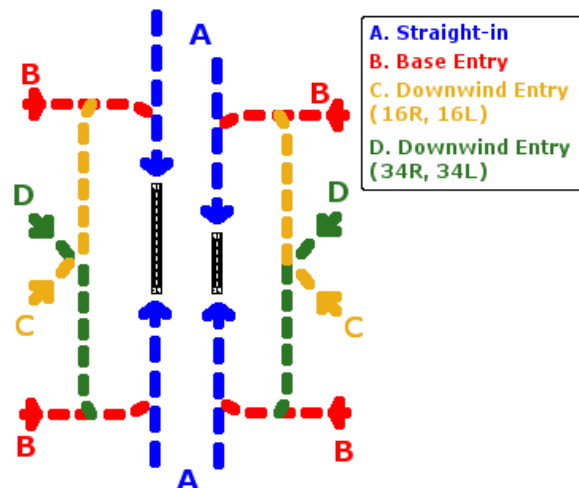 A
A. Straight-in
B. Base Entry
C. Downwind Entry
(16R, 16L)
D. Downwind Entry
(34R, 34L)
B
B
D
D
C
C
B
B
A